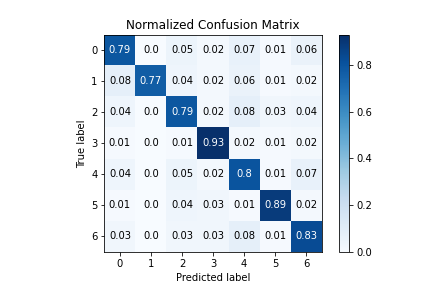 Normalized Confusion Matrix
0 0.79 0.0 0.05 0.02 0.07 0.01 0.06
1 0.08 0.77 0.04 0.02 0.06 0.01 0.02
2 0.04 0.0 0.79 0.02 0.08 0.03 0.04
3 0.01 0.0 0.01 0.93 0.02 0.01 0.02
4 0.04 0.0 0.05 0.02 0.8 0.01 0.07
5 0.01 0.0 0.04 0.03 0.01 0.89 0.02
6 0.03 0.0 0.03 0.03 0.08 0.01 0.83
0 1 2 3 4 5 6
Predicted label
True label
0.8
0.6
0.4
0.2
0.0